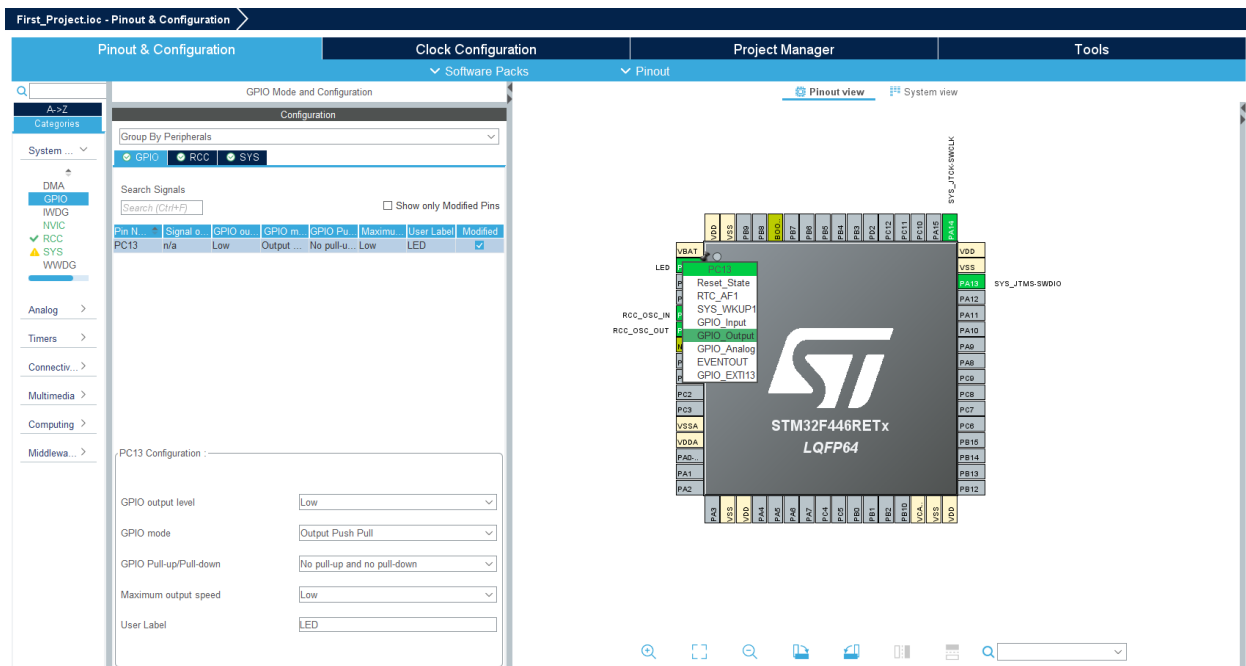 First_Project.ioc - Pinout & Configuration
Pinout & Configuration
Clock Configuration
Project Manager
Tools
Software Packs
Pinout
A->Z
Categories
System ...
DMA
GPIO
IWDG
NVIC
RCC
SYS
WWDG
Analog
Timers
Connectiv...
Multimedia
Computing
Middlewa...
GPIO Mode and Configuration
Configuration
Group By Peripherals
GPIO RCC SYS
Search Signals
Search (Ctrl+F)
Show only Modified Pins
Pin N... Signal o... GPIO ou... GPIO m... GPIO Pu... Maximu... User Label Modified
PC13 n/a Low Output ... No pull-u... Low LED
PC13 Configuration :
GPIO output level Low
GPIO mode Output Push Pull
GPIO Pull-up/Pull-down No pull-up and no pull-down
Maximum output speed Low
User Label LED
Pinout view
System view
SYS_JTCK-SWCLK
VDD VSS PB9 PB8 BOO.. PB7 PB6 PB5 PB4 PB3 PD2 PC12 PC11 PC10 PA15 PA14
VBAT
LED
RCC_OSC_IN
RCC_OSC_OUT
PC13
Reset_State
RTC_AF1
SYS_WKUP1
GPIO_Input
GPIO_Output
GPIO_Analog
EVENTOUT
GPIO_EXTI13
PC2
PC3
VSSA
VDDA
PA0-..
PA1
PA2
STM32F446RETx
LQFP64
VDD
VSS
PA13 SYS_JTMS-SWDIO
PA12
PA11
PA10
PA9
PA8
PC9
PC8
PC7
PC6
PB15
PB14
PB13
PB12
PA3 VSS VDD PA4 PA5 PA6 PA7 PC4 PC5 PB0 PB1 PB2 PB10 VCA.. VSS VDD